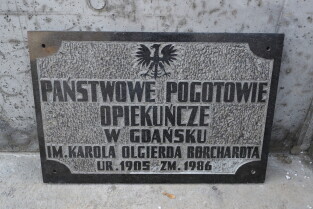 PAŃSTWOWE POGOTOWIE
OPIEKUŃCZE
W GDAŃSKU
IM. KAROLA OLGIERDA BORCHARDTA
UR. 1905 ZM. 1986